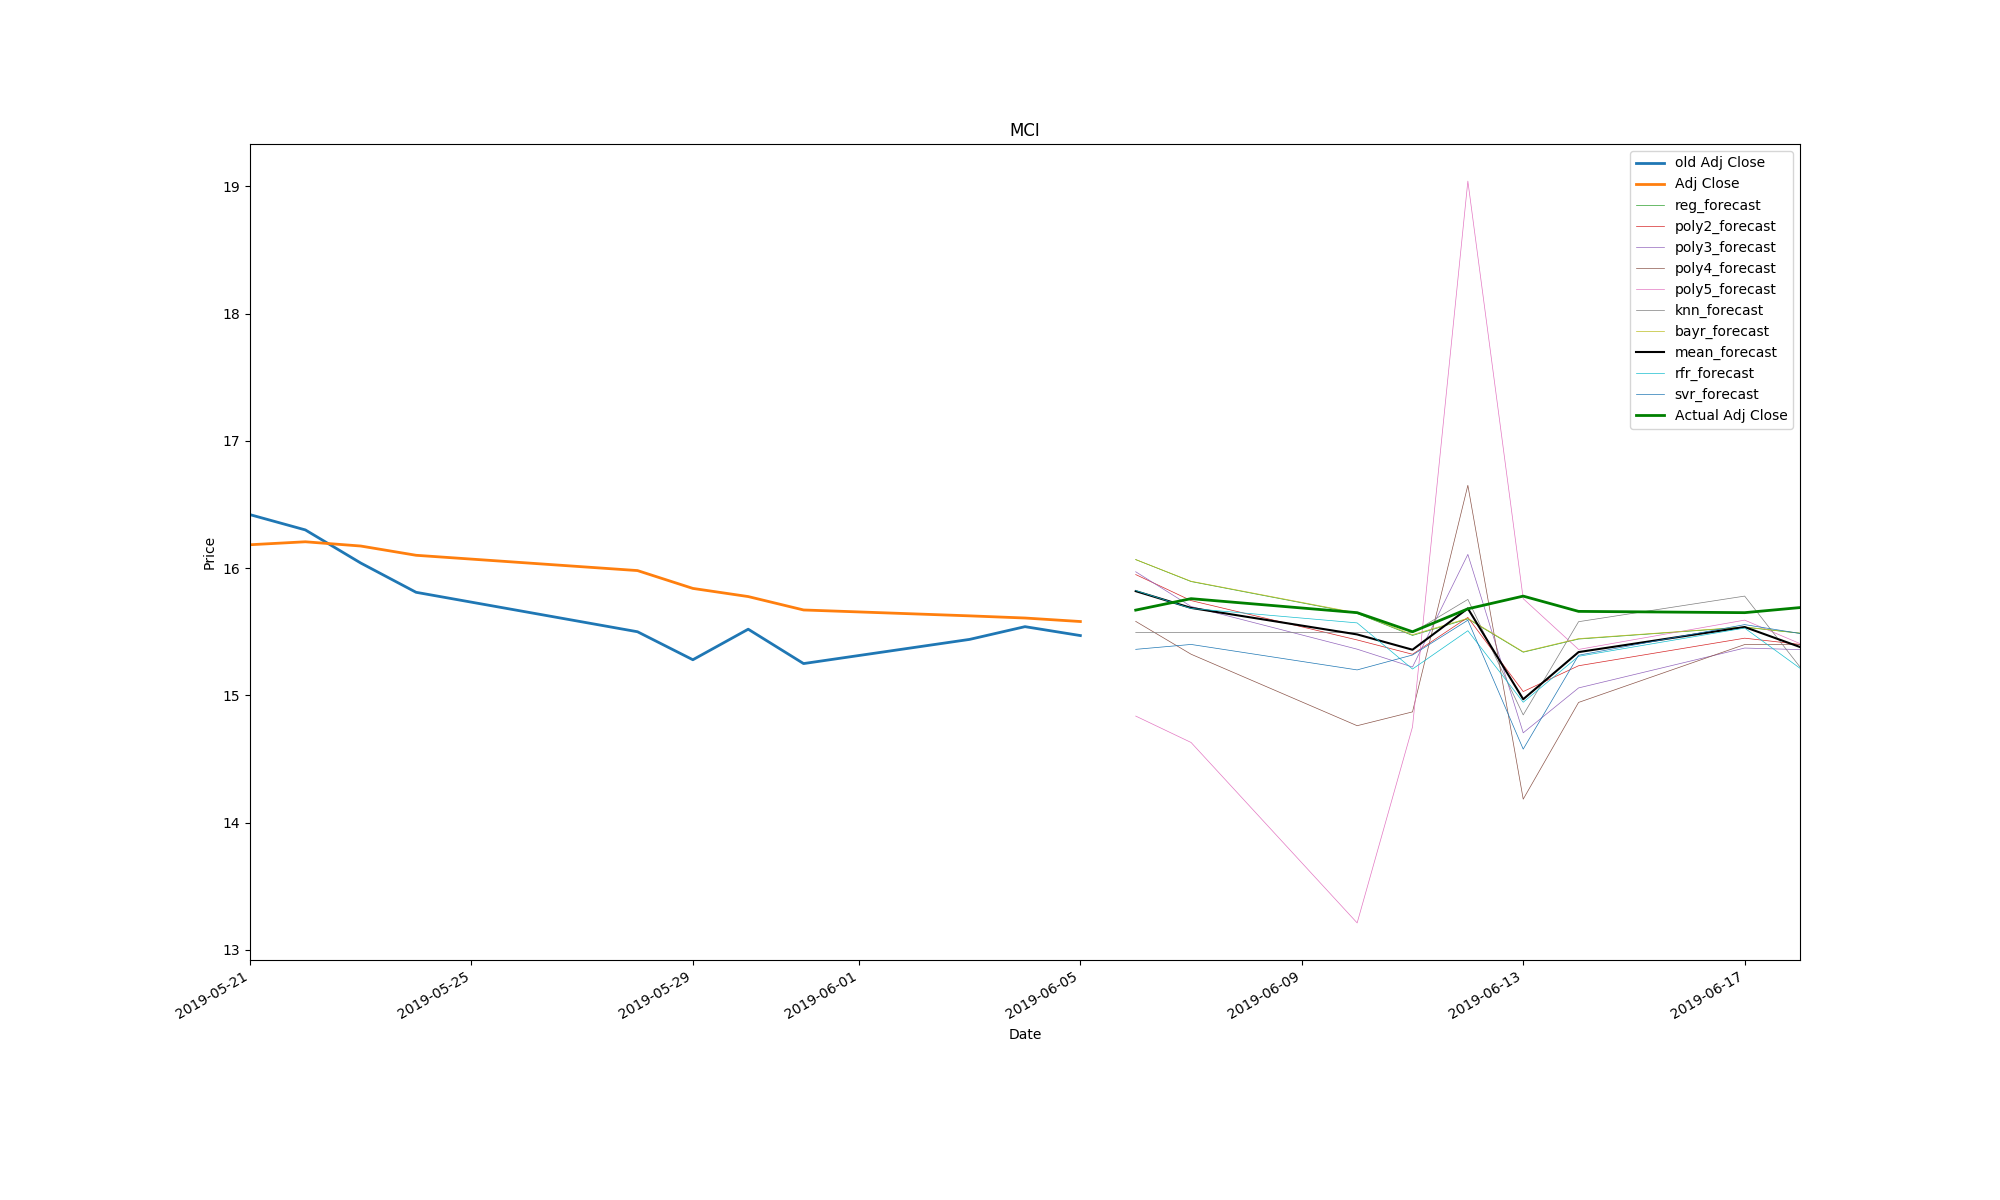 MCI
19
18
17
16
15
14
13
Price
old Adj Close
Adj Close
reg_forecast
poly2_forecast
poly3_forecast
poly4_forecast
poly5_forecast
knn_forecast
bayr_forecast
mean_forecast
rfr_forecast
svr_forecast
Actual Adj Close
2019-05-21
2019-05-25
2019-05-29
2019-06-01
2019-06-05
2019-06-09
2019-06-13
2019-06-17
Date